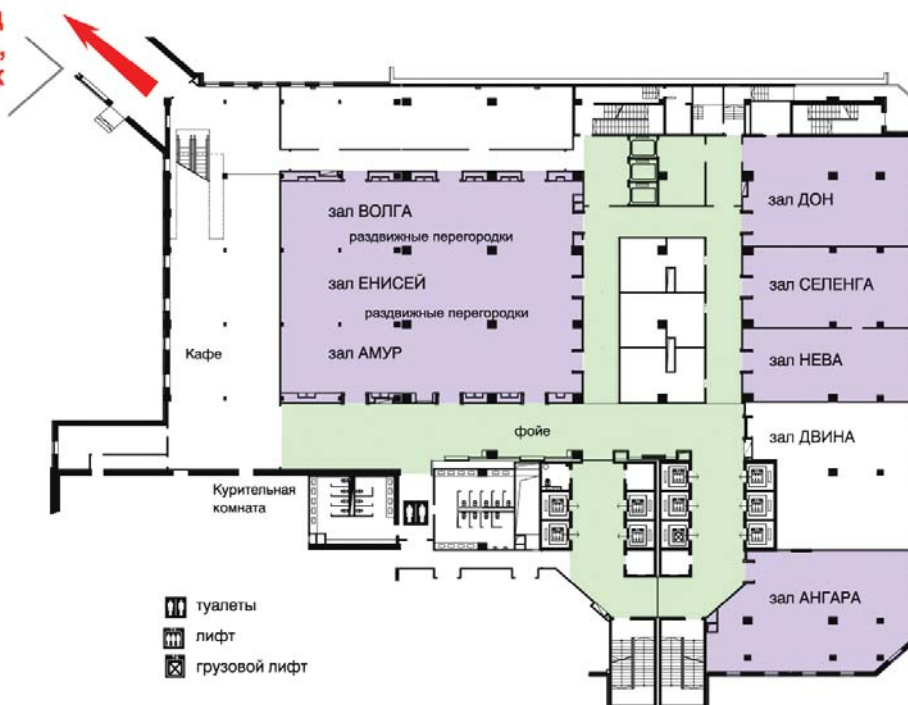 зал ВОЛГА
раздвижные перегородки
зал ЕНИСЕЙ
раздвижные перегородки
зал АМУР
Кафе
фойе
зал ДОН
зал СЕЛЕНГА
зал НЕВА
зал ДВИНА
Курительная
комната
зал АНГАРА
туалеты
лифт
грузовой лифт